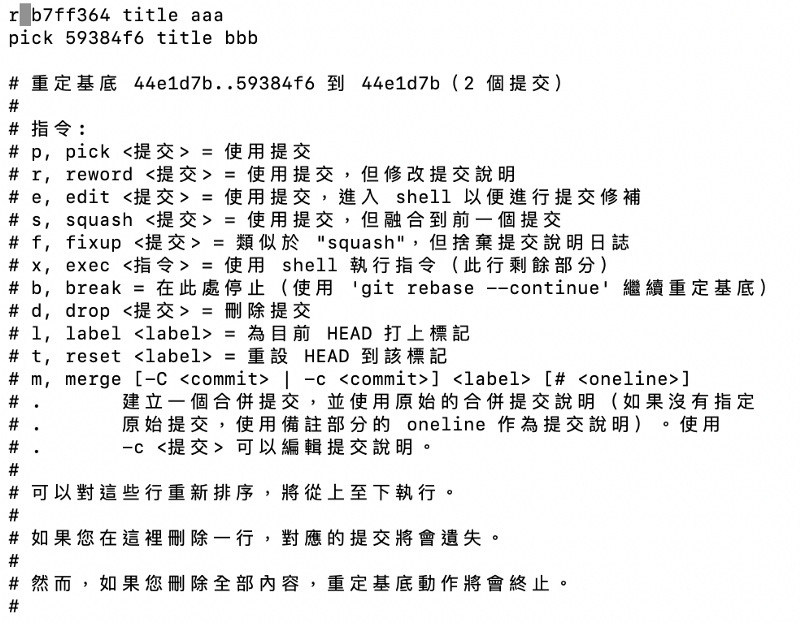 r b7ff364 title aaa
pick 59384f6 title bbb
# 重定基底 44e1d7b..59384f6 到 44e1d7b（2 個提交）
#
# 指令:
# p, pick <提交> = 使用提交
# r, reword <提交> = 使用提交，但修改提交說明
# e, edit <提交> = 使用提交，進入 shell 以便進行提交修補
# s, squash <提交> = 使用提交，但融合到前一個提交
# f, fixup <提交> = 類似於 "squash"，但捨棄提交說明日誌
# x, exec <指令> = 使用 shell 執行指令（此行剩餘部分）
# b, break = 在此處停止（使用 'git rebase --continue' 繼續重定基底）
# d, drop <提交> = 刪除提交
# l, label <label> = 為目前 HEAD 打上標記
# t, reset <label> = 重設 HEAD 到該標記
# m, merge [-C <commit> | -c <commit>] <label> [# <oneline>]
# .       建立一個合併提交，並使用原始的合併提交說明（如果沒有指定
# .       原始提交，使用備註部分的 oneline 作為提交說明）。使用
# .       -c <提交> 可以編輯提交說明。
#
# 可以對這些行重新排序，將從上至下執行。
#
# 如果您在這裡刪除一行，對應的提交將會遺失。
#
# 然而，如果您刪除全部內容，重定基底動作將會終止。
#